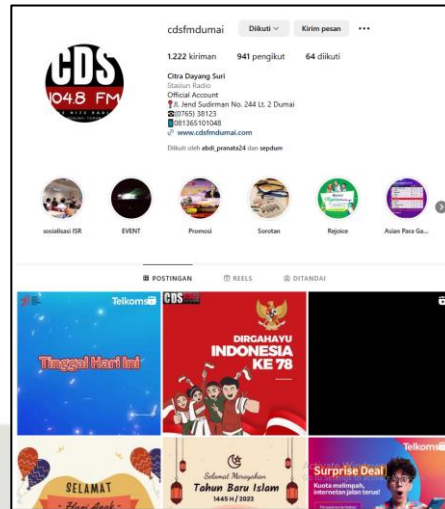 cdsfmdumai Diikuti Kirim pesan
1.222 kiriman 941 pengikut 64 diikuti
CDS
104.8 FM
Citra Dayang Suri
Stasiun Radio
Official Account
Jl. Jend Sudirman No. 244 Lt. 2 Dumai
(0765) 38123
081365101048
www.cdsfmdumai.com
Diikuti oleh abdi_pranata24 dan sepdum
sosialisasi ISR EVENT Promosi Sorotan Rejoice Asian Para Ga...
POSTINGAN REELS DITANDAI
Telkomse
Tinggal Hari Ini
CDS
DIRGAHAYU
INDONESIA
KE 78
SELAMAT
Hari Anak
Selamat Merayakan
Tahun Baru Islam
1445 H / 2023
Telkoms
Surprise Deal
Kuota melimpah,
internetan jalan terus!